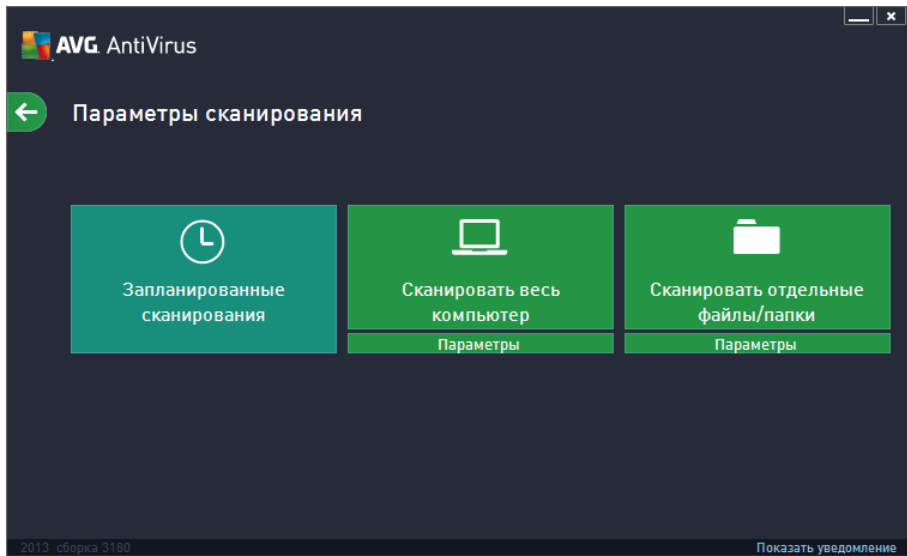 AVG. AntiVirus
Параметры сканирования
Запланированные
сканирования
Сканировать весь
компьютер
Параметры
Сканировать отдельные
файлы/папки
Параметры
2013 сборка 3180
Показать уведомление